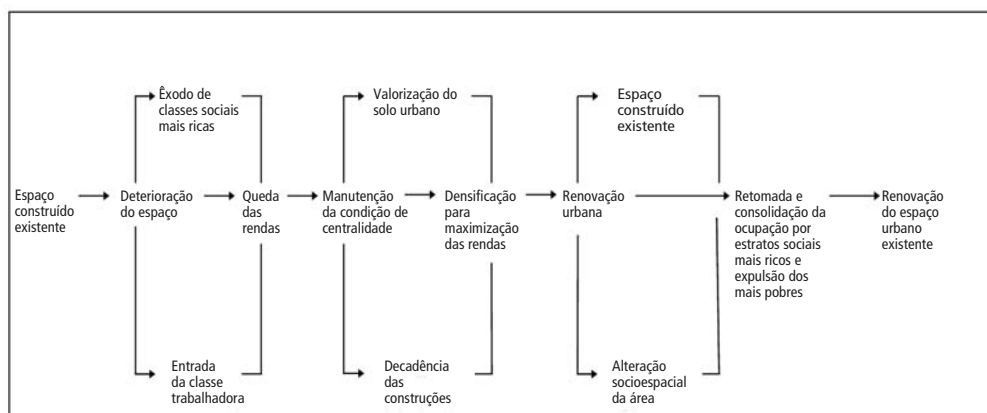 Êxodo de
classes sociais
mais ricas
Valorização do
solo urbano
Espaço
construído
existente
Espaço
construído
existente
Deterioração
do espaço
Queda
das
rendas
Manutenção
da condição de
centralidade
Densificação
para
maximização
das rendas
Renovação
urbana
Retomada e
consolidação da
ocupação por
estratos sociais
mais ricos e
expulsão dos
mais pobres
Renovação
do espaço
urbano
existente
Entrada
da classe
trabalhadora
Decadência
das
construções
Alteração
socioespacial
da área